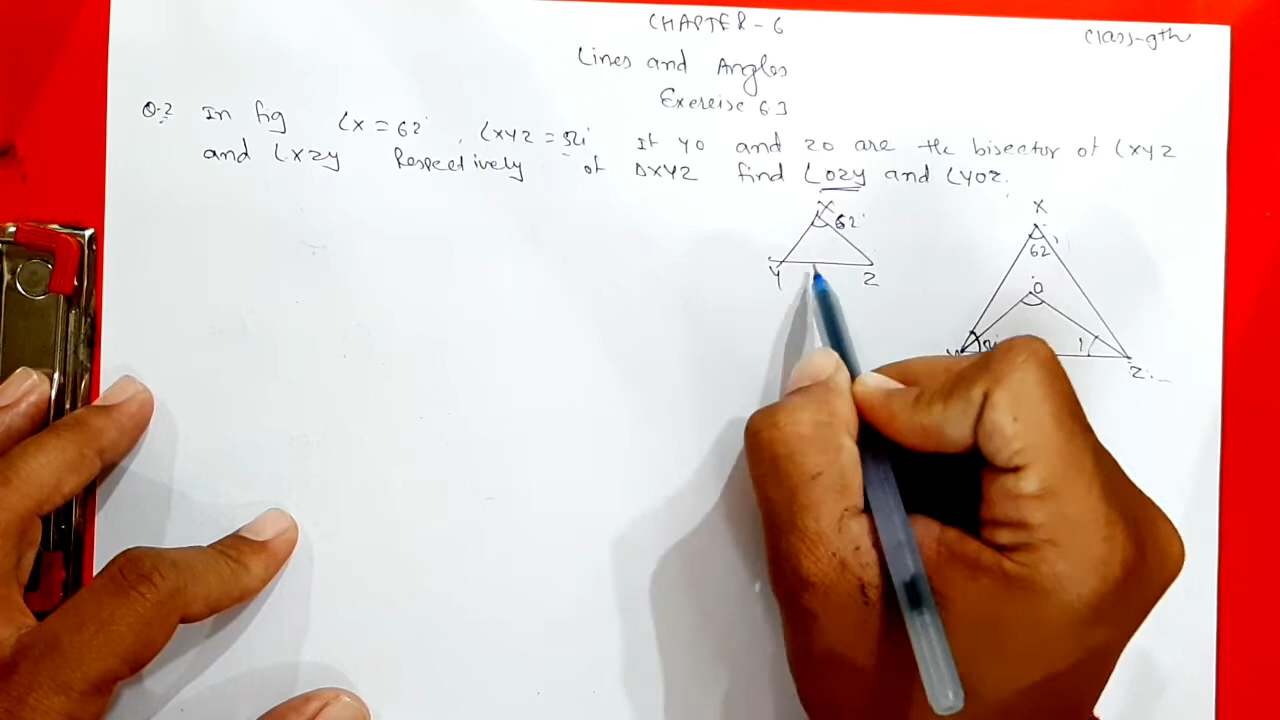 CHAPTER - 6
Class-9th
Lines and Angles
Exercise 6.3
Q.2 In fig ∠X = 62°, ∠XYZ = 54° If YO and ZO are the bisector of ∠XYZ
and ∠XZY Respectively of ΔXYZ find ∠OZY and ∠YOZ.
X 62°
Y Z
X
62°
O
Z